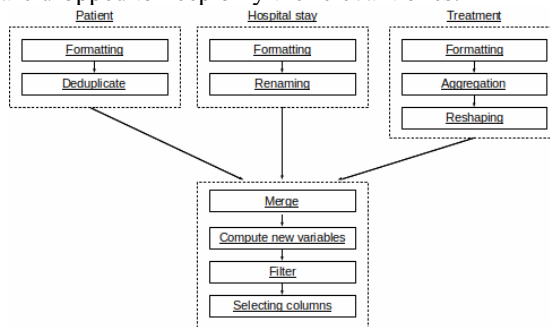 Patient
Hospital stay
Treatment
Formatting
Deduplicate
Formatting
Renaming
Formatting
Aggregation
Reshaping
Merge
Compute new variables
Filter
Selecting columns